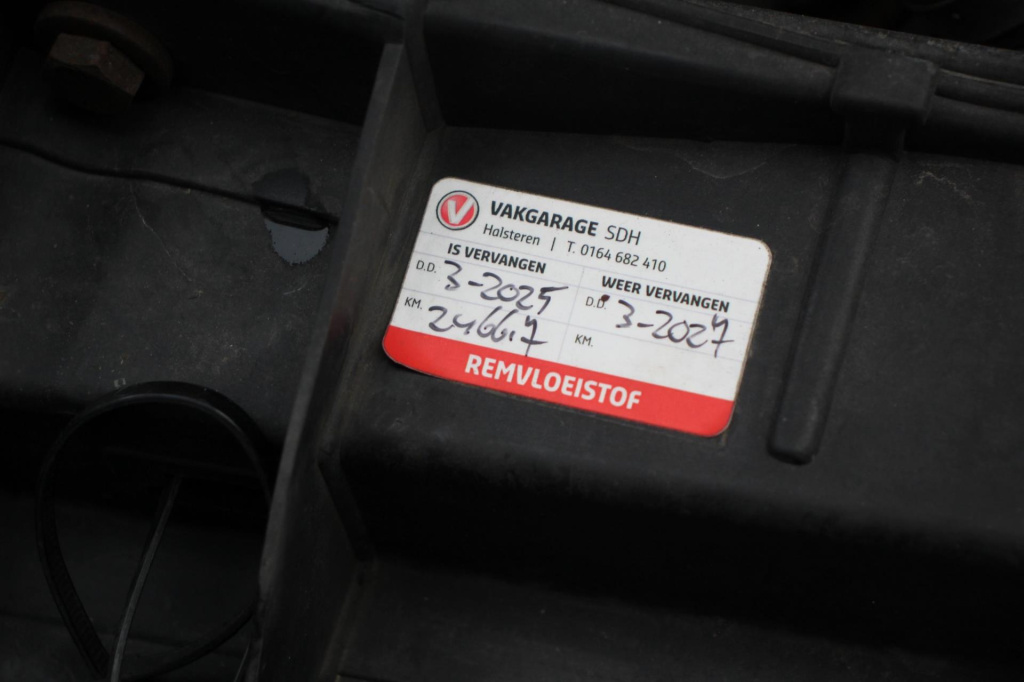 V
VAKGARAGE SDH
Halsteren | T. 0164 682 410
IS VERVANGEN
D.D. 3-2025
KM. 246617
WEER VERVANGEN
D.D. 3-2027
KM.
REMVLOEISTOF